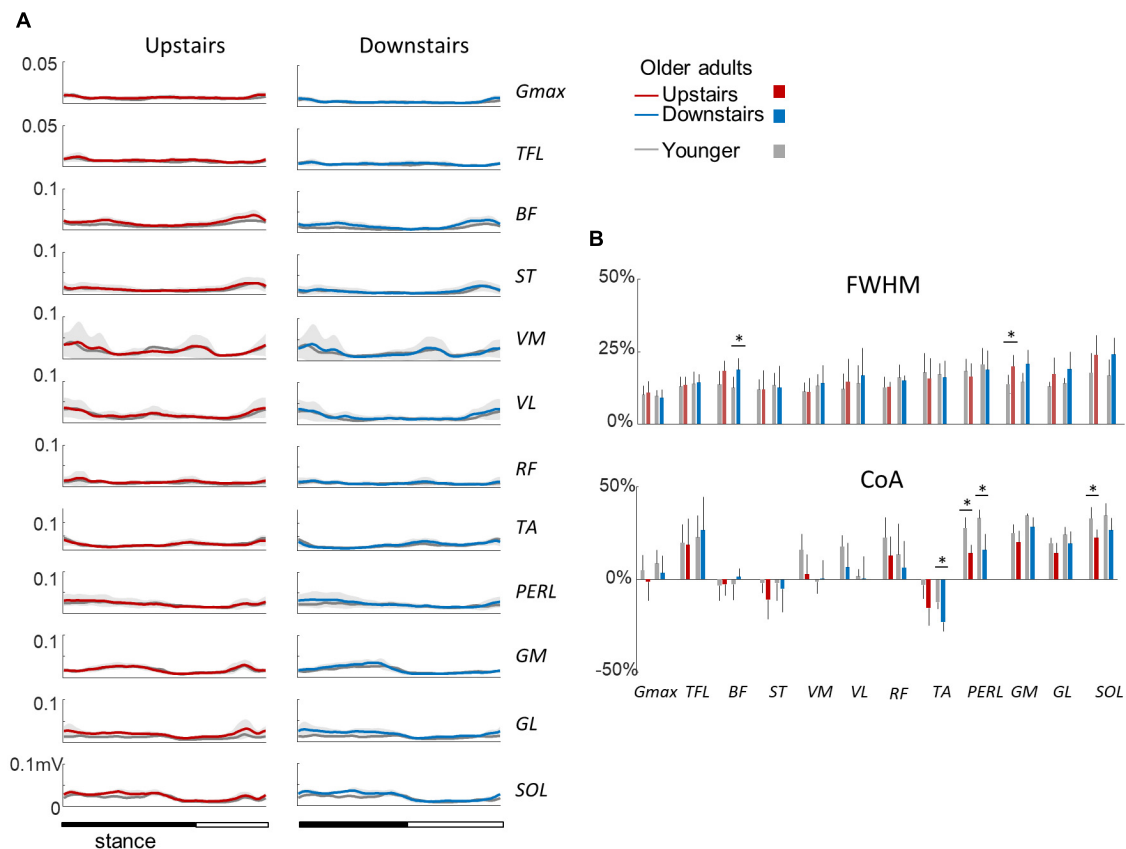 A
Upstairs
Downstairs
0.05
Gmax
0.05
TFL
0.1
BF
0.1
ST
0.1
VM
0.1
VL
0.1
RF
0.1
TA
0.1
PERL
0.1
GM
0.1
GL
0.1mV
0
SOL
stance
Older adults
Upstairs
Downstairs
Younger
B
FWHM
50%
25%
0%
*
*
CoA
50%
0%
-50%
*
*
*
*
Gmax TFL BF ST VM VL RF TA PERL GM GL SOL